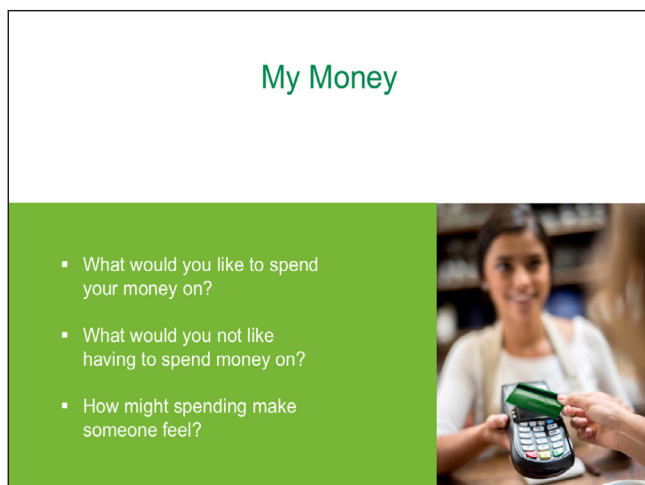 My Money
▪ What would you like to spend
your money on?
▪ What would you not like
having to spend money on?
▪ How might spending make
someone feel?